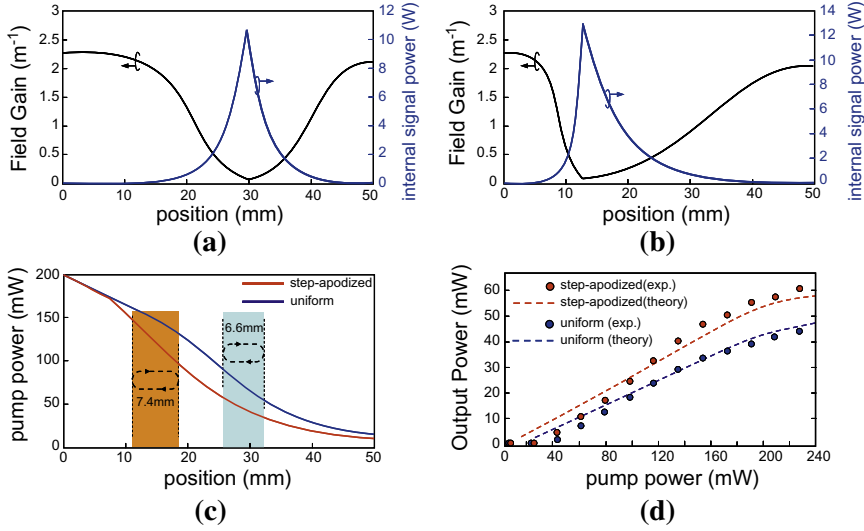 3
2.5
2
1.5
1
0.5
0
Field Gain (m⁻¹)
0 10 20 30 40 50
position (mm)
12
10
8
6
4
2
0
internal signal power (W)
(a)
3
2.5
2
1.5
1
0.5
0
Field Gain (m⁻¹)
0 10 20 30 40 50
position (mm)
14
12
10
8
6
4
2
0
internal signal power (W)
(b)
200
150
100
50
0
pump power (mW)
step-apodized
uniform
6.6mm
7.4mm
0 10 20 30 40 50
position (mm)
(c)
60
50
40
30
20
10
0
Output Power (mW)
step-apodized(exp.)
step-apodized(theory)
uniform (exp.)
uniform (theory)
0 40 80 120 160 200 240
pump power (mW)
(d)